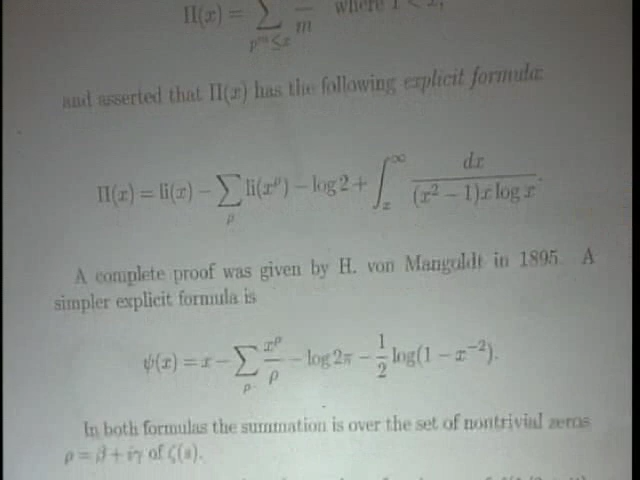 Π(x) = ∑_{p^m ≤ x} 1/m where
and asserted that Π(x) has the following explicit formula:
Π(x) = li(x) − ∑_ρ li(x^ρ) − log 2 + ∫_x^∞ dx / ((x² − 1)x log x).
A complete proof was given by H. von Mangoldt in 1895. A
simpler explicit formula is
ψ(x) = x − ∑_ρ x^ρ/ρ − log 2π − 1/2 log(1 − x^{−2}).
In both formulas the summation is over the set of nontrivial zeros
ρ = β + iγ of ζ(s).